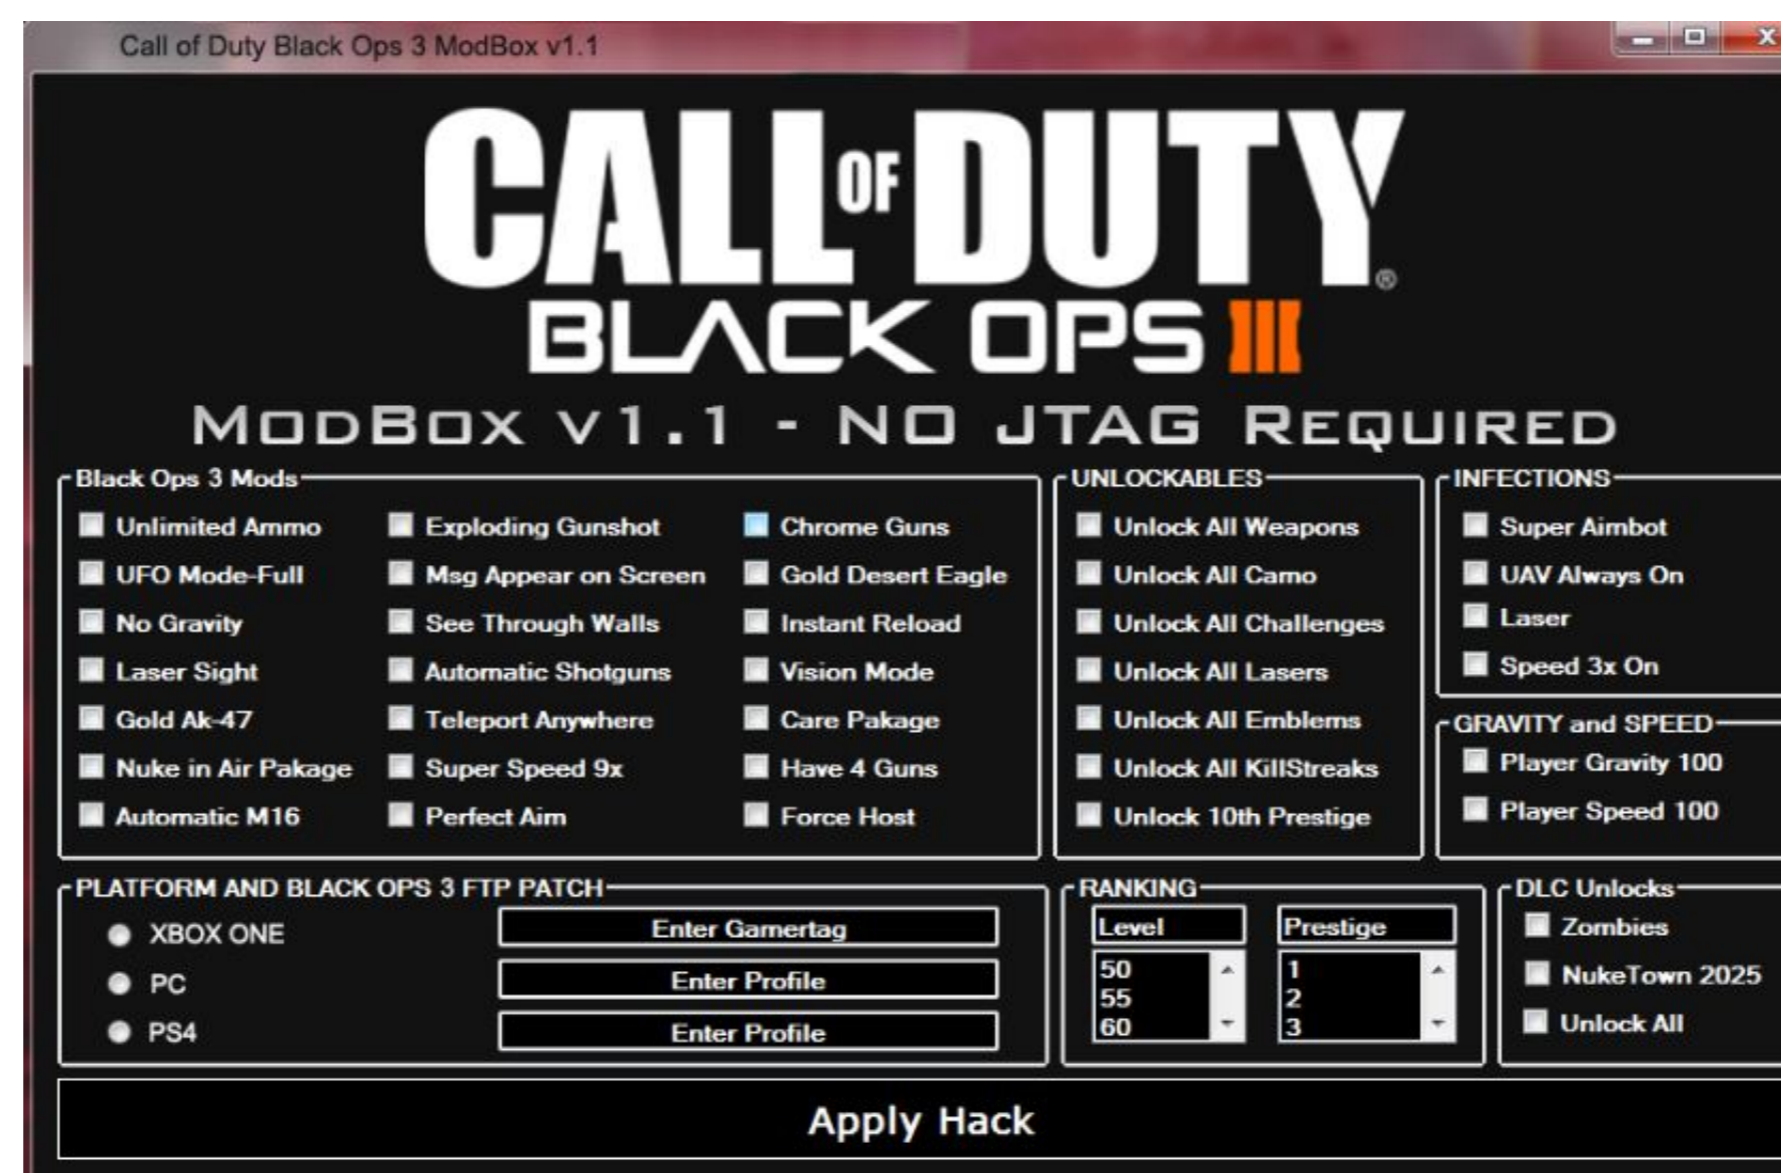 Call of Duty Black Ops 3 ModBox v1.1
CALL OF DUTY®
BLACK OPS III
MODBOX V1.1 - NO JTAG REQUIRED
Black Ops 3 Mods
Unlimited Ammo
UFO Mode-Full
No Gravity
Laser Sight
Gold Ak-47
Nuke in Air Pakage
Automatic M16
Exploding Gunshot
Msg Appear on Screen
See Through Walls
Automatic Shotguns
Teleport Anywhere
Super Speed 9x
Perfect Aim
Chrome Guns
Gold Desert Eagle
Instant Reload
Vision Mode
Care Pakage
Have 4 Guns
Force Host
UNLOCKABLES
Unlock All Weapons
Unlock All Camo
Unlock All Challenges
Unlock All Lasers
Unlock All Emblems
Unlock All KillStreaks
Unlock 10th Prestige
INFECTIONS
Super Aimbot
UAV Always On
Laser
Speed 3x On
GRAVITY and SPEED
Player Gravity 100
Player Speed 100
PLATFORM AND BLACK OPS 3 FTP PATCH
XBOX ONE
Enter Gamertag
PC
Enter Profile
PS4
Enter Profile
RANKING
Level
50
55
60
Prestige
1
2
3
DLC Unlocks
Zombies
NukeTown 2025
Unlock All
Apply Hack